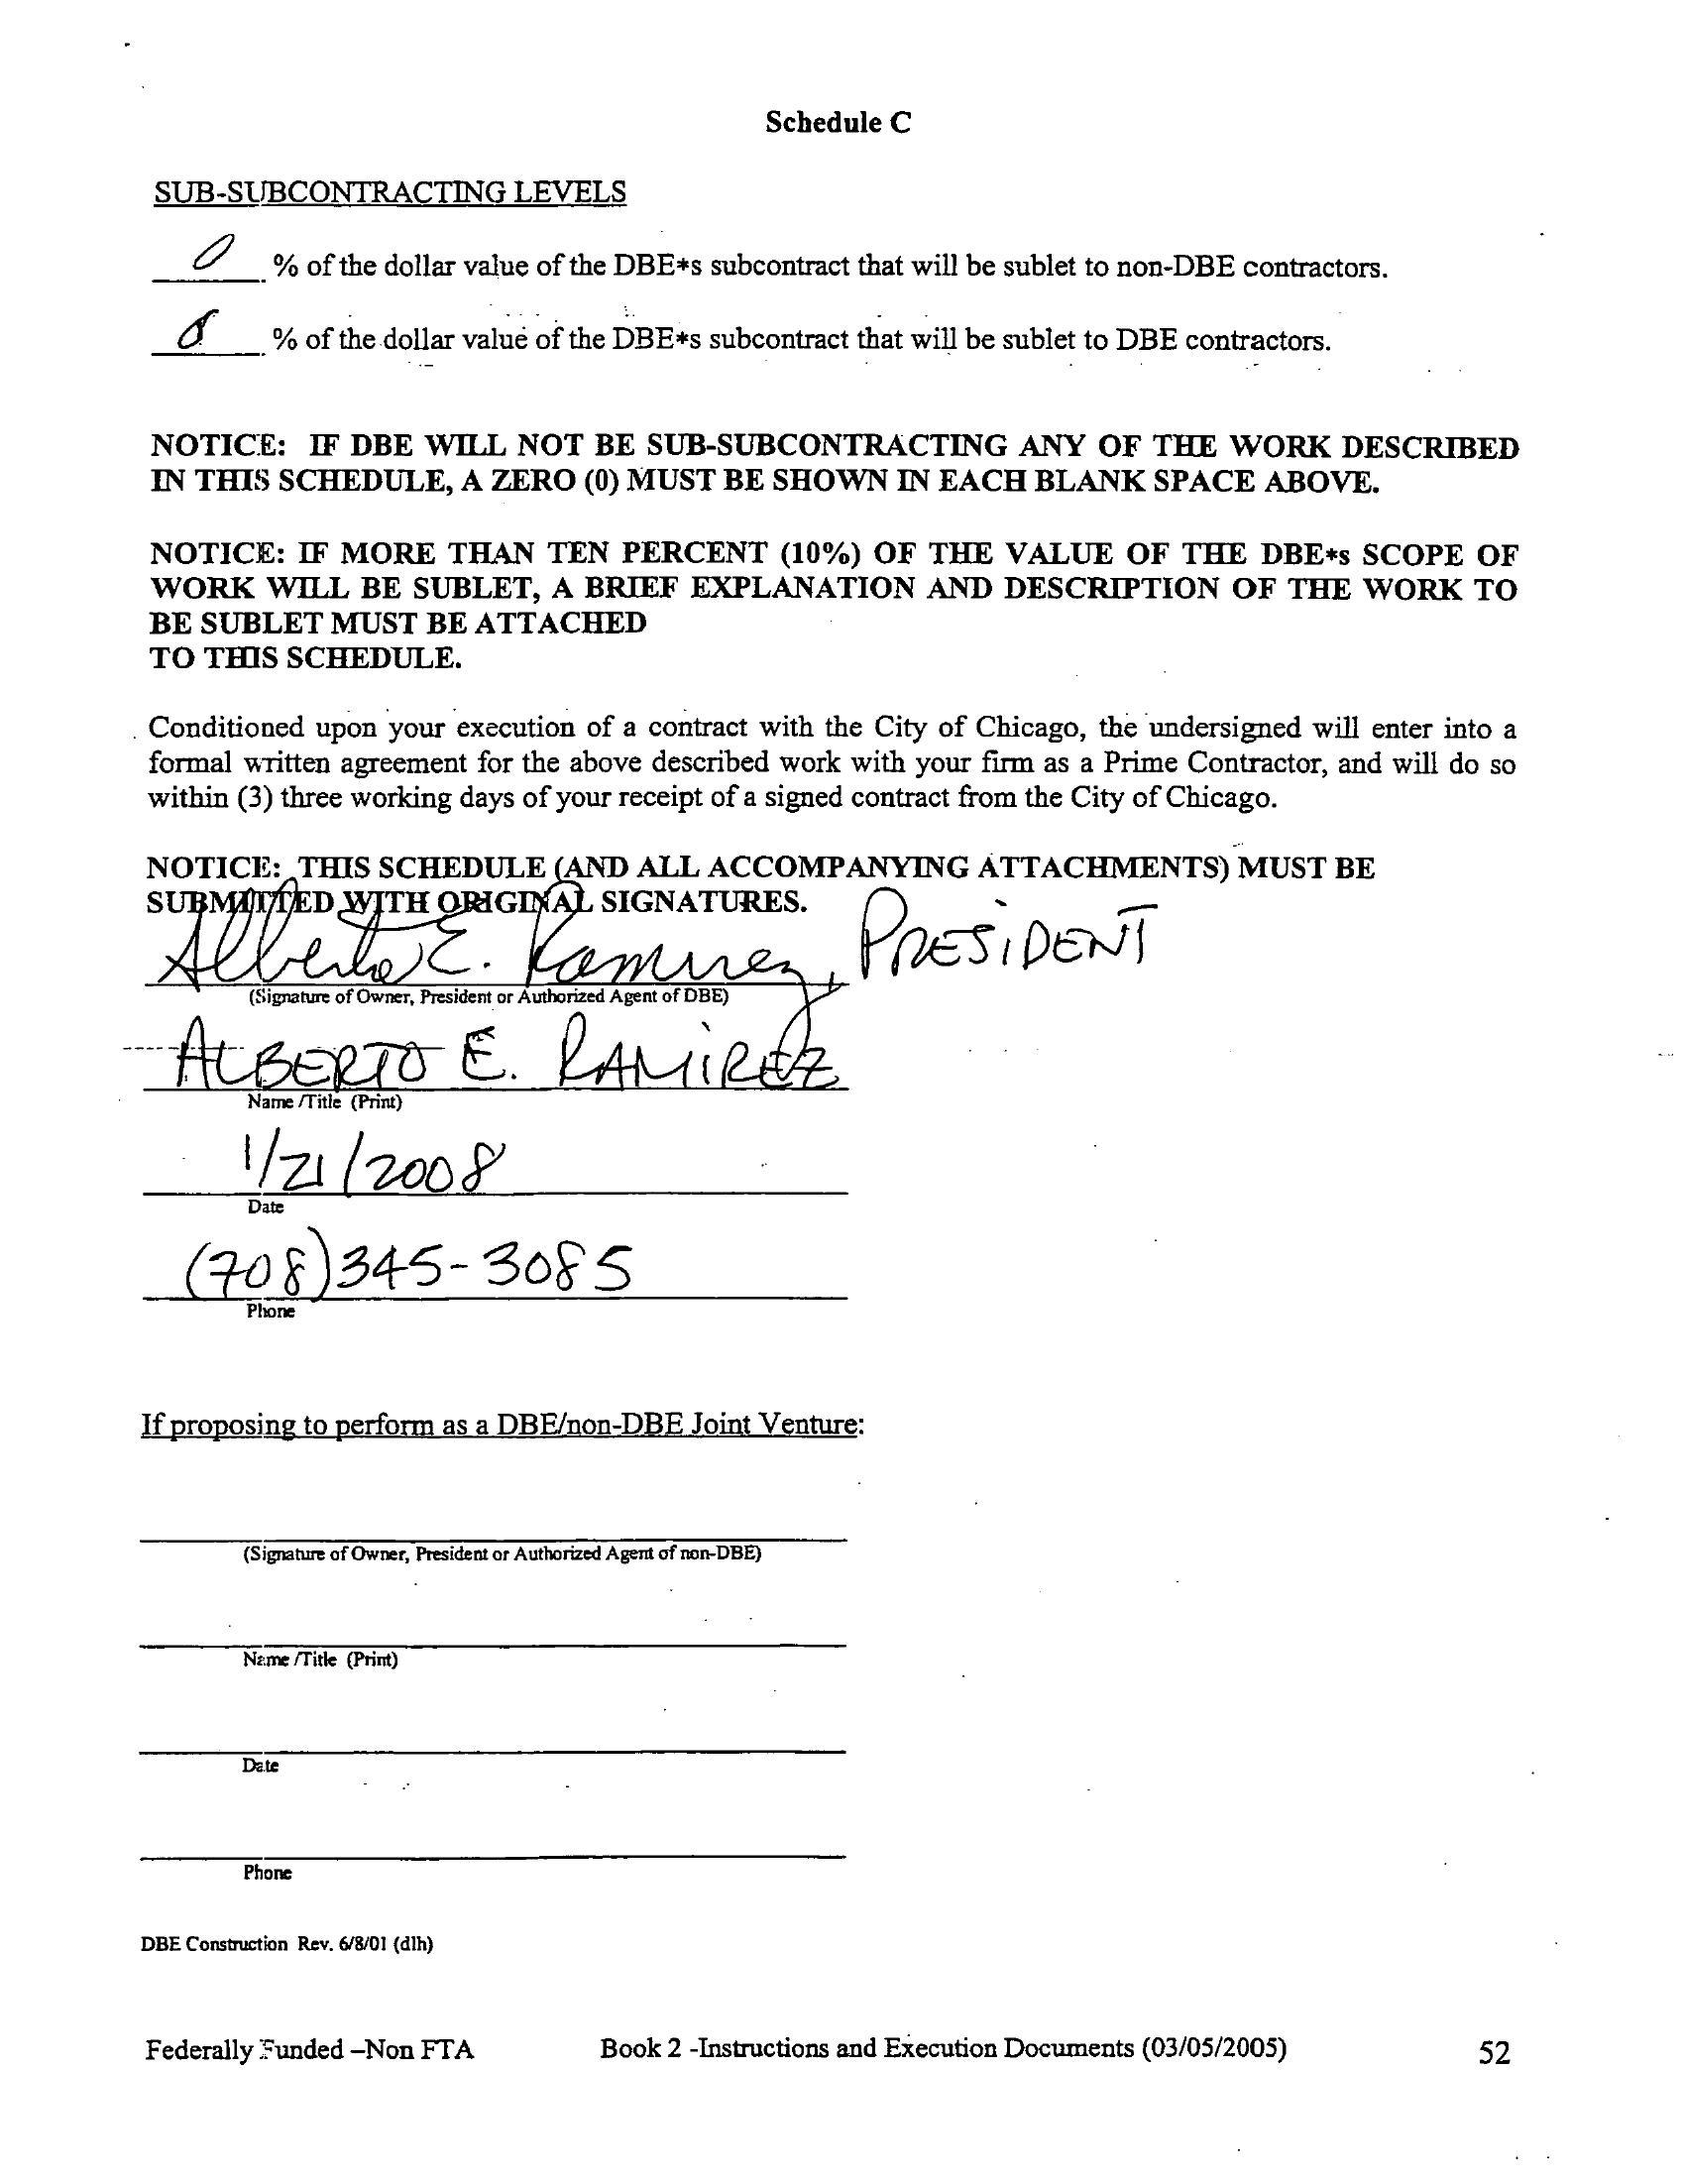 Schedule C
SUB-SUBCONTRACTING LEVELS
0 % of the dollar value of the DBE*s subcontract that will be sublet to non-DBE contractors.
0 % of the dollar value of the DBE*s subcontract that will be sublet to DBE contractors.
NOTICE: IF DBE WILL NOT BE SUB-SUBCONTRACTING ANY OF THE WORK DESCRIBED
IN THIS SCHEDULE, A ZERO (0) MUST BE SHOWN IN EACH BLANK SPACE ABOVE.
NOTICE: IF MORE THAN TEN PERCENT (10%) OF THE VALUE OF THE DBE*s SCOPE OF
WORK WILL BE SUBLET, A BRIEF EXPLANATION AND DESCRIPTION OF THE WORK TO
BE SUBLET MUST BE ATTACHED
TO THIS SCHEDULE.
Conditioned upon your execution of a contract with the City of Chicago, the undersigned will enter into a
formal written agreement for the above described work with your firm as a Prime Contractor, and will do so
within (3) three working days of your receipt of a signed contract from the City of Chicago.
NOTICE: THIS SCHEDULE (AND ALL ACCOMPANYING ATTACHMENTS) MUST BE
SUBMITTED WITH ORIGINAL SIGNATURES.
Alberto E. Ramirez, PRESIDENT
(Signature of Owner, President or Authorized Agent of DBE)
ALBERTO E. RAMIREZ
Name /Title (Print)
1/21/2008
Date
(708)345-3085
Phone
If proposing to perform as a DBE/non-DBE Joint Venture:
(Signature of Owner, President or Authorized Agent of non-DBE)
Name /Title (Print)
Date
Phone
DBE Construction Rev. 6/8/01 (dlh)
Federally Funded –Non FTA Book 2 -Instructions and Execution Documents (03/05/2005) 52